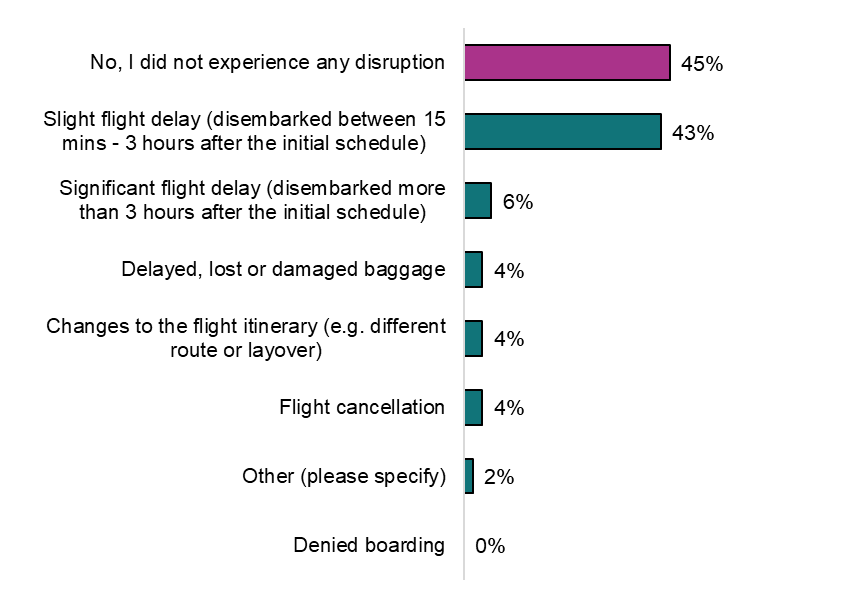 No, I did not experience any disruption
45%
Slight flight delay (disembarked between 15
mins - 3 hours after the initial schedule)
43%
Significant flight delay (disembarked more
than 3 hours after the initial schedule)
6%
Delayed, lost or damaged baggage
4%
Changes to the flight itinerary (e.g. different
route or layover)
4%
Flight cancellation
4%
Other (please specify)
2%
Denied boarding
0%